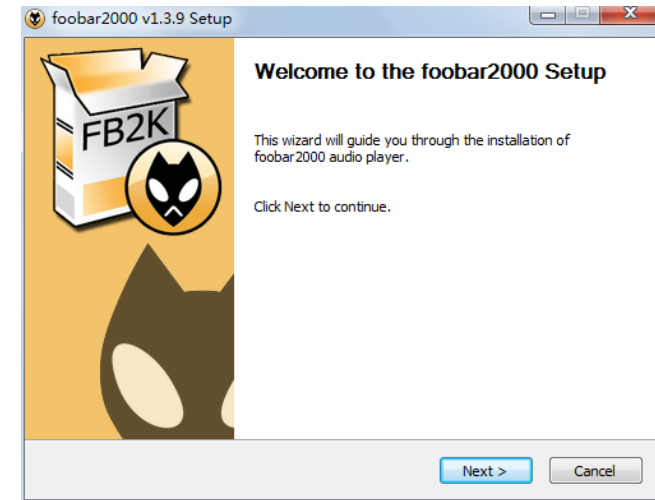 foobar2000 v1.3.9 Setup
FB2K
Welcome to the foobar2000 Setup
This wizard will guide you through the installation of
foobar2000 audio player.
Click Next to continue.
Next >
Cancel